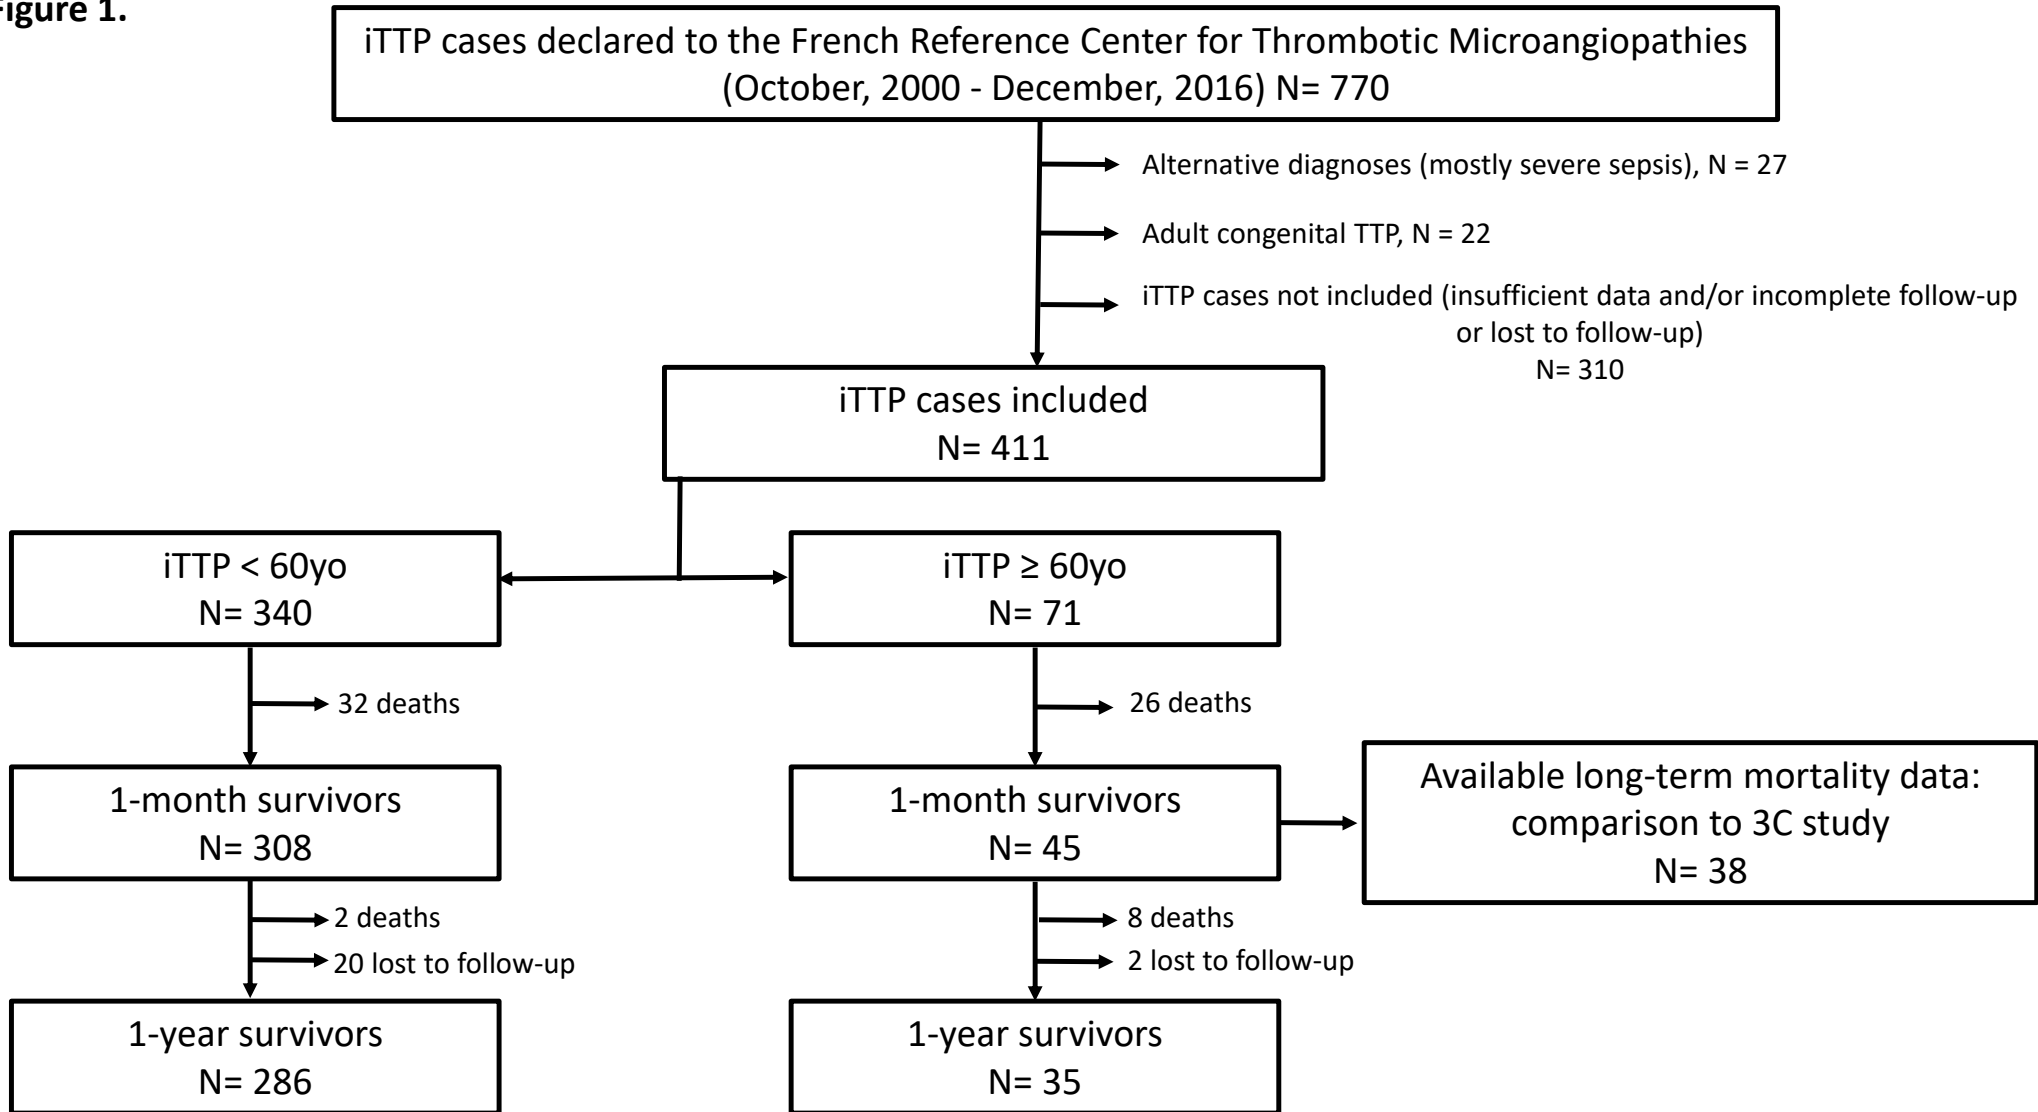 Figure 1.
iTTP cases declared to the French Reference Center for Thrombotic Microangiopathies
(October, 2000 - December, 2016) N= 770
Alternative diagnoses (mostly severe sepsis), N = 27
Adult congenital TTP, N = 22
iTTP cases not included (insufficient data and/or incomplete follow-up
or lost to follow-up)
N= 310
iTTP cases included
N= 411
iTTP < 60yo
N= 340
iTTP ≥ 60yo
N= 71
32 deaths
26 deaths
1-month survivors
N= 308
1-month survivors
N= 45
Available long-term mortality data:
comparison to 3C study
N= 38
2 deaths
20 lost to follow-up
8 deaths
2 lost to follow-up
1-year survivors
N= 286
1-year survivors
N= 35